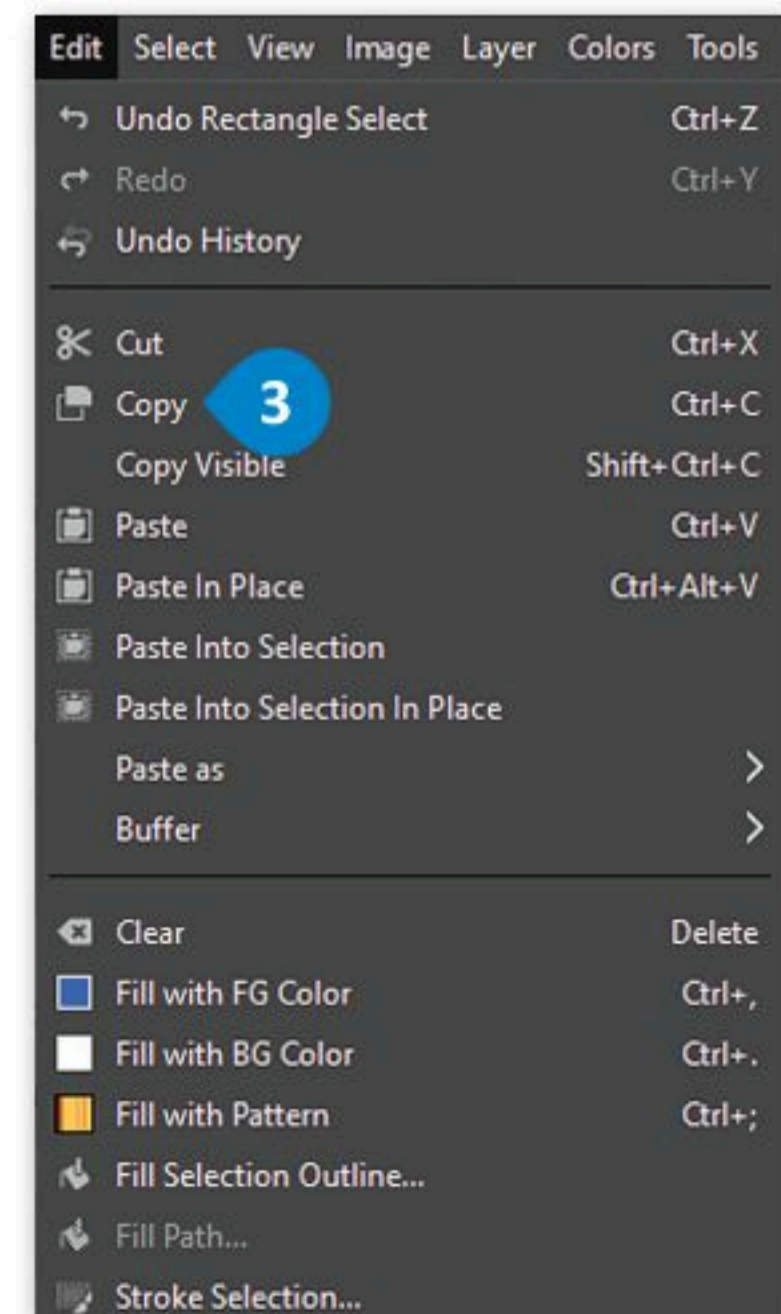 Edit Select View Image Layer Colors Tools
Undo Rectangle Select Ctrl+Z
Redo Ctrl+Y
Undo History
Cut Ctrl+X
Copy 3 Ctrl+C
Copy Visible Shift+Ctrl+C
Paste Ctrl+V
Paste In Place Ctrl+Alt+V
Paste Into Selection
Paste Into Selection In Place
Paste as
Buffer
Clear Delete
Fill with FG Color Ctrl+,
Fill with BG Color Ctrl+.
Fill with Pattern Ctrl+;
Fill Selection Outline...
Fill Path...
Stroke Selection...